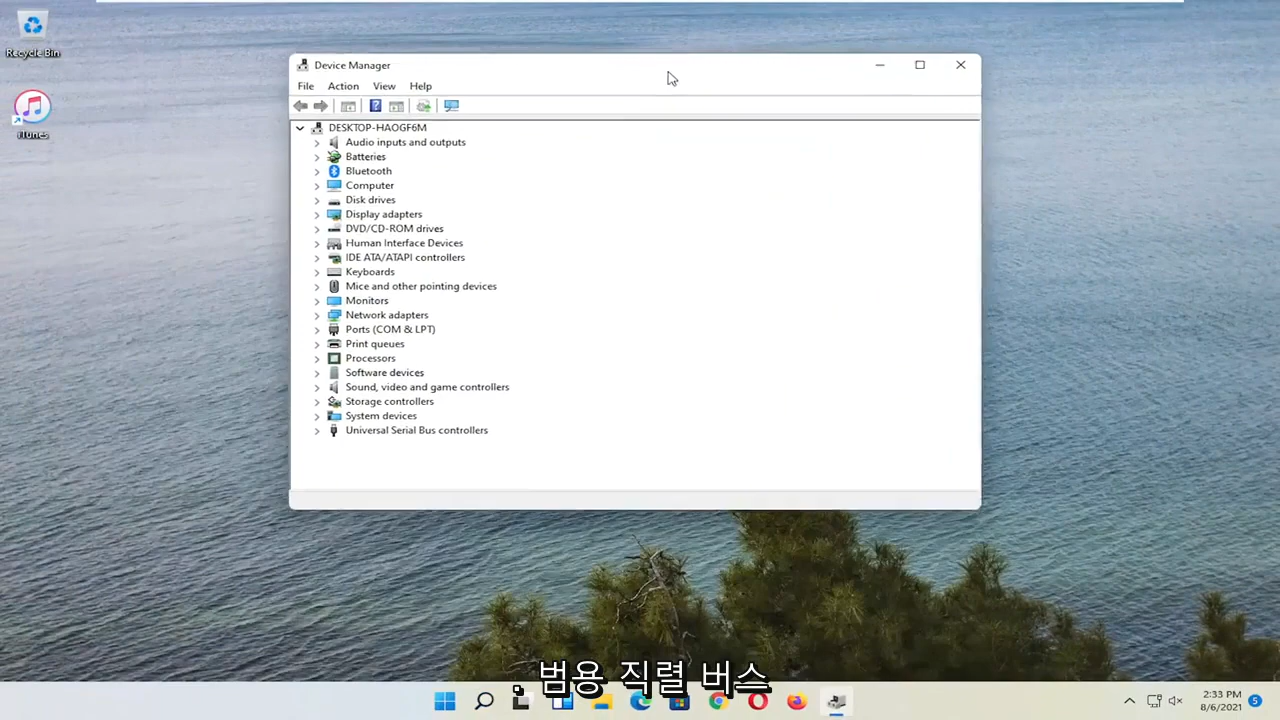 Recycle Bin
iTunes
Device Manager
File Action View Help
DESKTOP-HAOGF6M
Audio inputs and outputs
Batteries
Bluetooth
Computer
Disk drives
Display adapters
DVD/CD-ROM drives
Human Interface Devices
IDE ATA/ATAPI controllers
Keyboards
Mice and other pointing devices
Monitors
Network adapters
Ports (COM & LPT)
Print queues
Processors
Software devices
Sound, video and game controllers
Storage controllers
System devices
Universal Serial Bus controllers
범용 직렬 버스
2:33 PM
8/6/2021
5